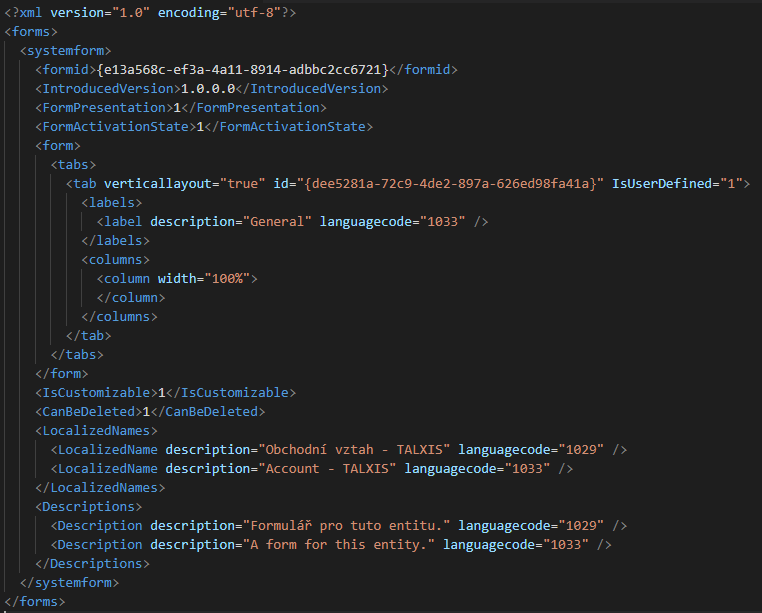 <?xml version="1.0" encoding="utf-8"?>
<forms>
<systemform>
<formid>{e13a568c-ef3a-4a11-8914-adbbc2cc6721}</formid>
<IntroducedVersion>1.0.0.0</IntroducedVersion>
<FormPresentation>1</FormPresentation>
<FormActivationState>1</FormActivationState>
<form>
<tabs>
<tab verticallayout="true" id="{dee5281a-72c9-4de2-897a-626ed98fa41a}" IsUserDefined="1">
<labels>
<label description="General" languagecode="1033" />
</labels>
<columns>
<column width="100%">
</column>
</columns>
</tab>
</tabs>
</form>
<IsCustomizable>1</IsCustomizable>
<CanBeDeleted>1</CanBeDeleted>
<LocalizedNames>
<LocalizedName description="Obchodní vztah - TALXIS" languagecode="1029" />
<LocalizedName description="Account - TALXIS" languagecode="1033" />
</LocalizedNames>
<Descriptions>
<Description description="Formulář pro tuto entitu." languagecode="1029" />
<Description description="A form for this entity." languagecode="1033" />
</Descriptions>
</systemform>
</forms>